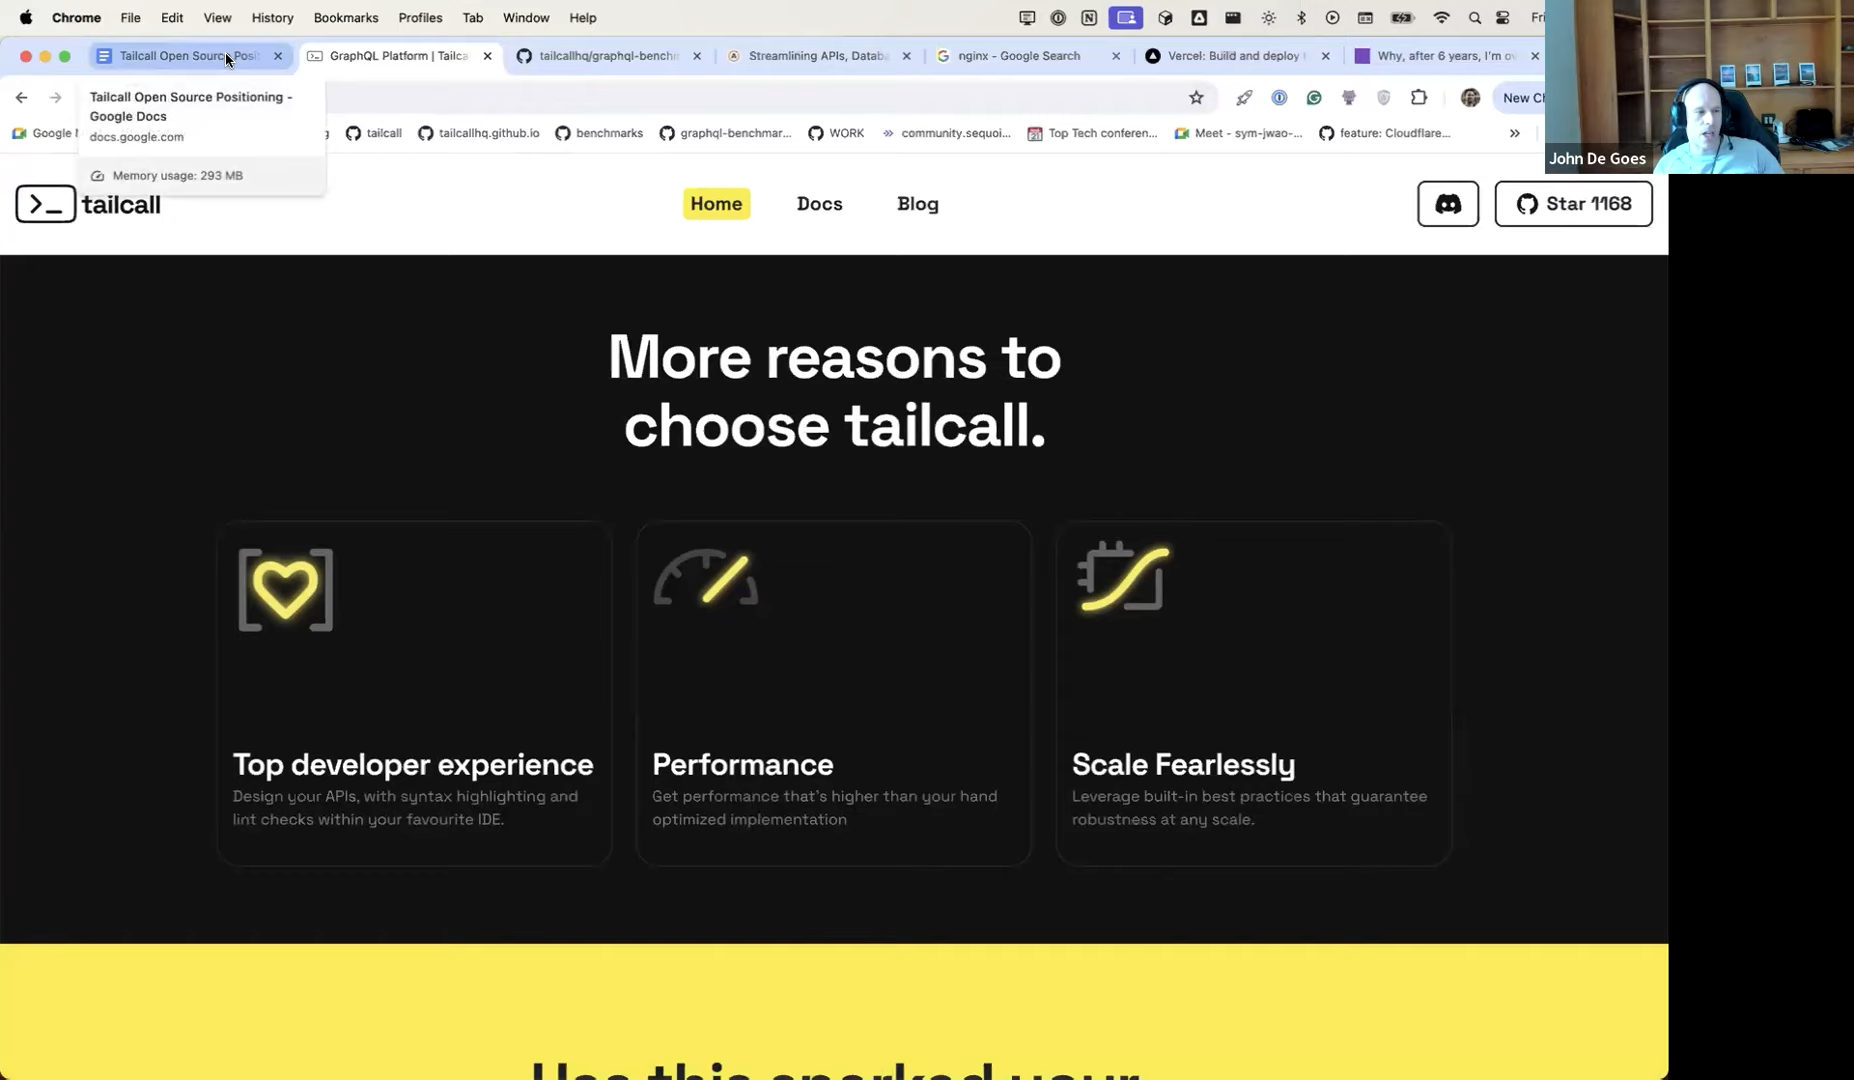 Chrome File Edit View History Bookmarks Profiles Tab Window Help
Tailcall Open Source Posi
GraphQL Platform | Tailca
tailcallhq/graphql-benchm
Streamlining APIs, Databa
nginx - Google Search
Vercel: Build and deploy
Why, after 6 years, I'm ov
Tailcall Open Source Positioning -
Google Docs
docs.google.com
Memory usage: 293 MB
New Ch
Google
tailcall
tailcallhq.github.io
benchmarks
graphql-benchmar...
WORK
community.sequoi...
Top Tech conferen...
Meet - sym-jwao-...
feature: Cloudflare...
»
John De Goes
tailcall
Home
Docs
Blog
Star 1168
More reasons to
choose tailcall.
Top developer experience
Design your APIs, with syntax highlighting and
lint checks within your favourite IDE.
Performance
Get performance that's higher than your hand
optimized implementation
Scale Fearlessly
Leverage built-in best practices that guarantee
robustness at any scale.